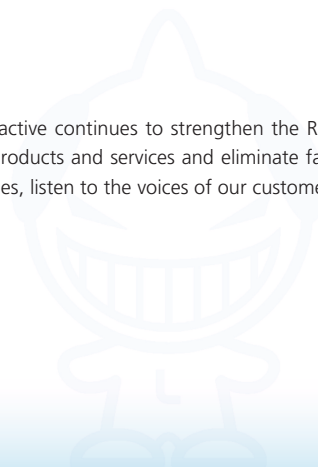 active continues to strengthen the R
roducts and services and eliminate fa
es, listen to the voices of our custome